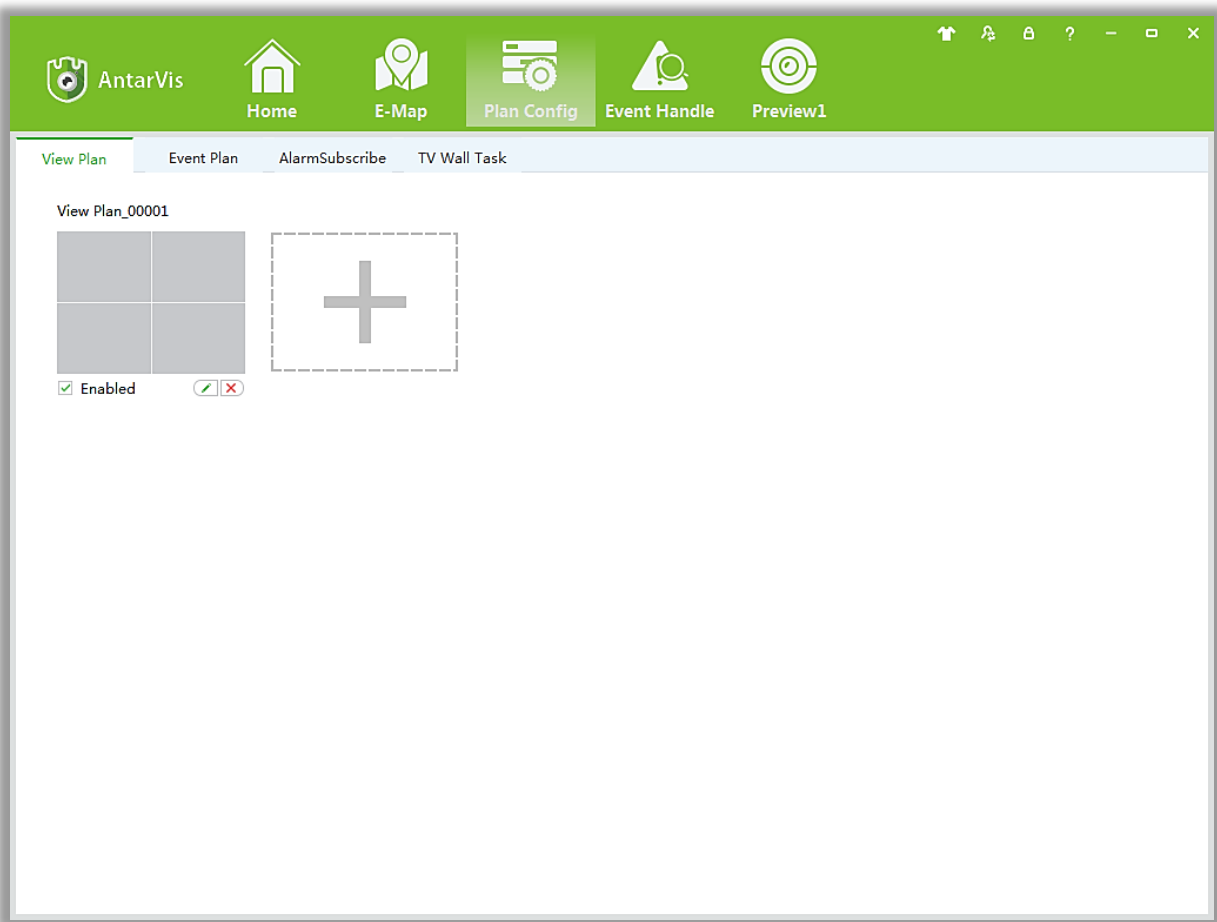 AntarVis
Home
E-Map
Plan Config
Event Handle
Preview1
View Plan
Event Plan
AlarmSubscribe
TV Wall Task
View Plan_00001
Enabled